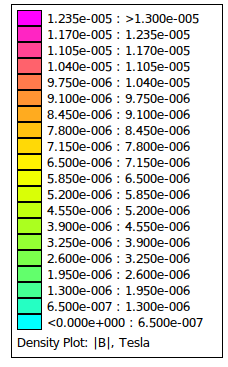 1.235e-005 : >1.300e-005
1.170e-005 : 1.235e-005
1.105e-005 : 1.170e-005
1.040e-005 : 1.105e-005
9.750e-006 : 1.040e-005
9.100e-006 : 9.750e-006
8.450e-006 : 9.100e-006
7.800e-006 : 8.450e-006
7.150e-006 : 7.800e-006
6.500e-006 : 7.150e-006
5.850e-006 : 6.500e-006
5.200e-006 : 5.850e-006
4.550e-006 : 5.200e-006
3.900e-006 : 4.550e-006
3.250e-006 : 3.900e-006
2.600e-006 : 3.250e-006
1.950e-006 : 2.600e-006
1.300e-006 : 1.950e-006
6.500e-007 : 1.300e-006
<0.000e+000 : 6.500e-007
Density Plot: |B|, Tesla